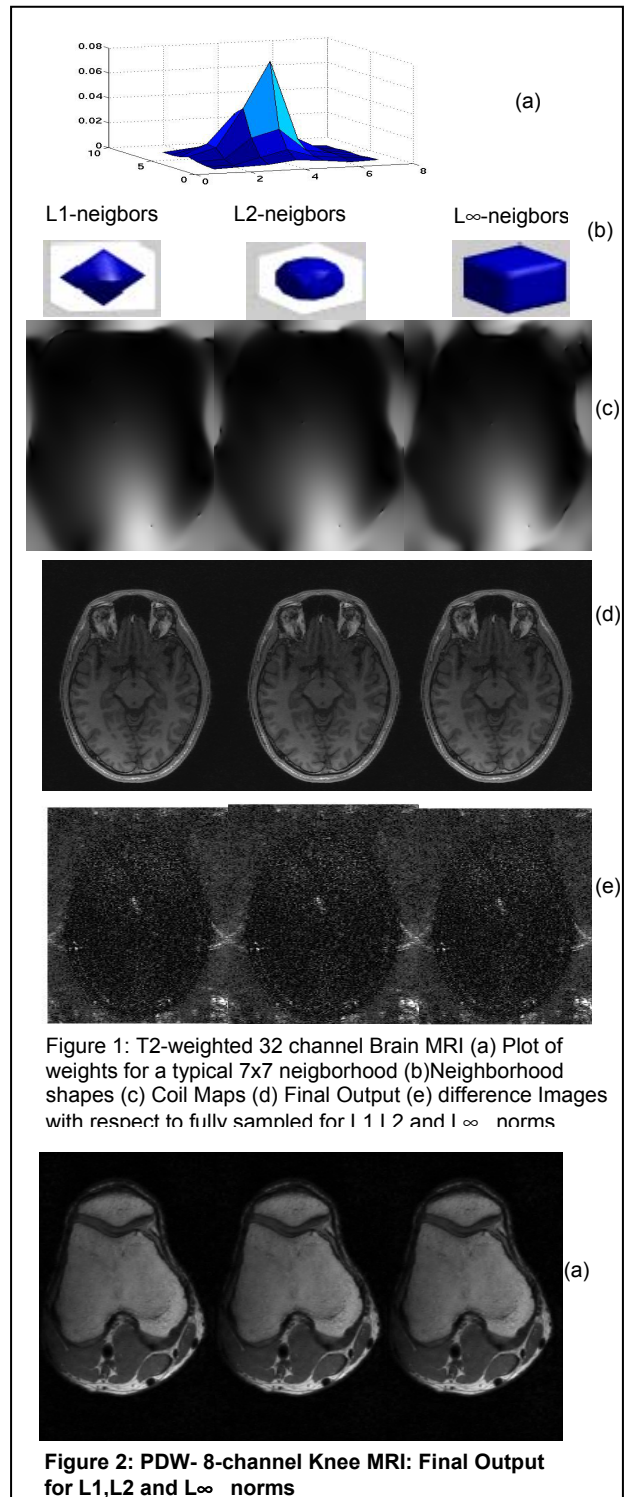 0.08
0.06
0.04
0.02
0
10
5
0
0
2
4
6
8
(a)
L1-neigbors L2-neigbors L∞-neigbors
(b)
(c)
(d)
(e)
Figure 1: T2-weighted 32 channel Brain MRI (a) Plot of
weights for a typical 7x7 neigborhood (b)Neighborhood
shapes (c) Coil Maps (d) Final Output (e) difference Images
with respect to fully sampled for L1,L2 and L∞ norms
(a)
Figure 2: PDW- 8-channel Knee MRI: Final Output
for L1,L2 and L∞ norms